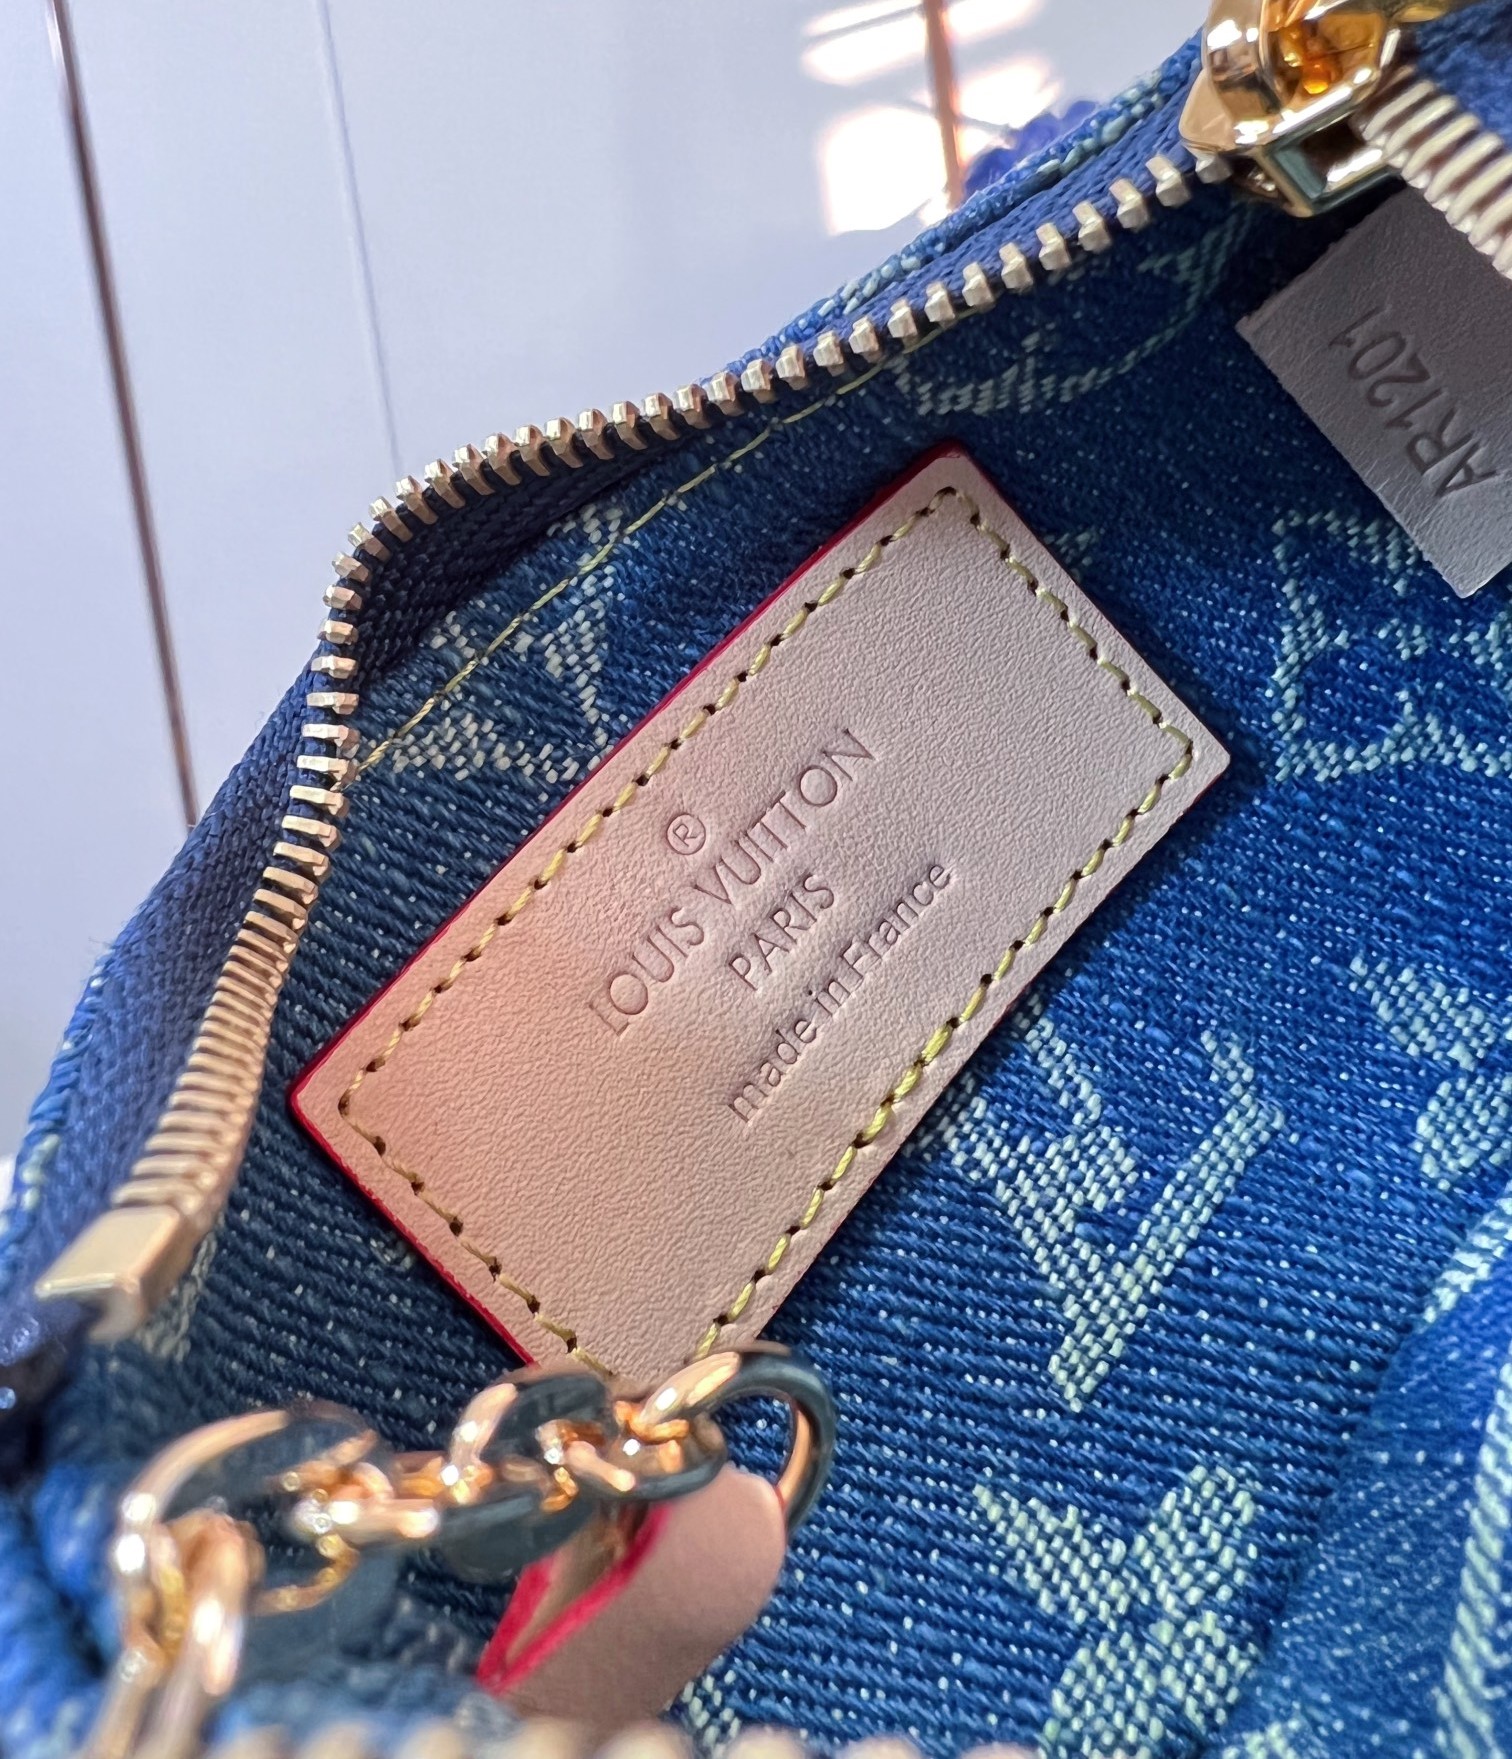 ®
LOUIS VUITTON
PARIS
made in France
AR1201